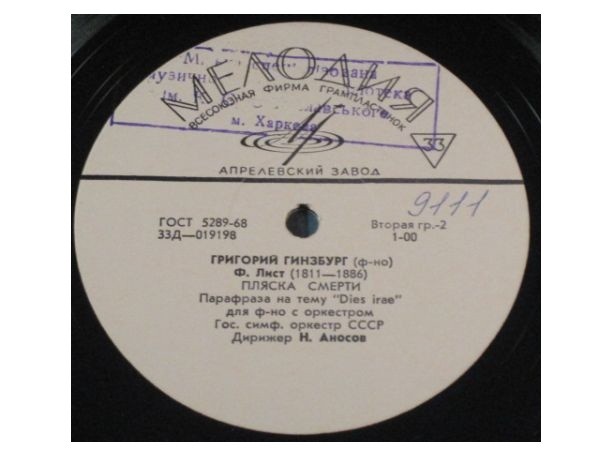 МЕЛОДИЯ
ВСЕСОЮЗНАЯ ФИРМА ГРАМПЛАСТИНОК
м. Харкова
33
АПРЕЛЕВСКИЙ ЗАВОД
9111
ГОСТ 5289-68
Вторая гр.-2
33Д—019198
1-00
ГРИГОРИЙ ГИНЗБУРГ (ф-но)
Ф. Лист (1811—1886)
ПЛЯСКА СМЕРТИ
Парафраза на тему "Dies irae"
для ф-но с оркестром
Гос. симф. оркестр СССР
Дирижер Н. Аносов